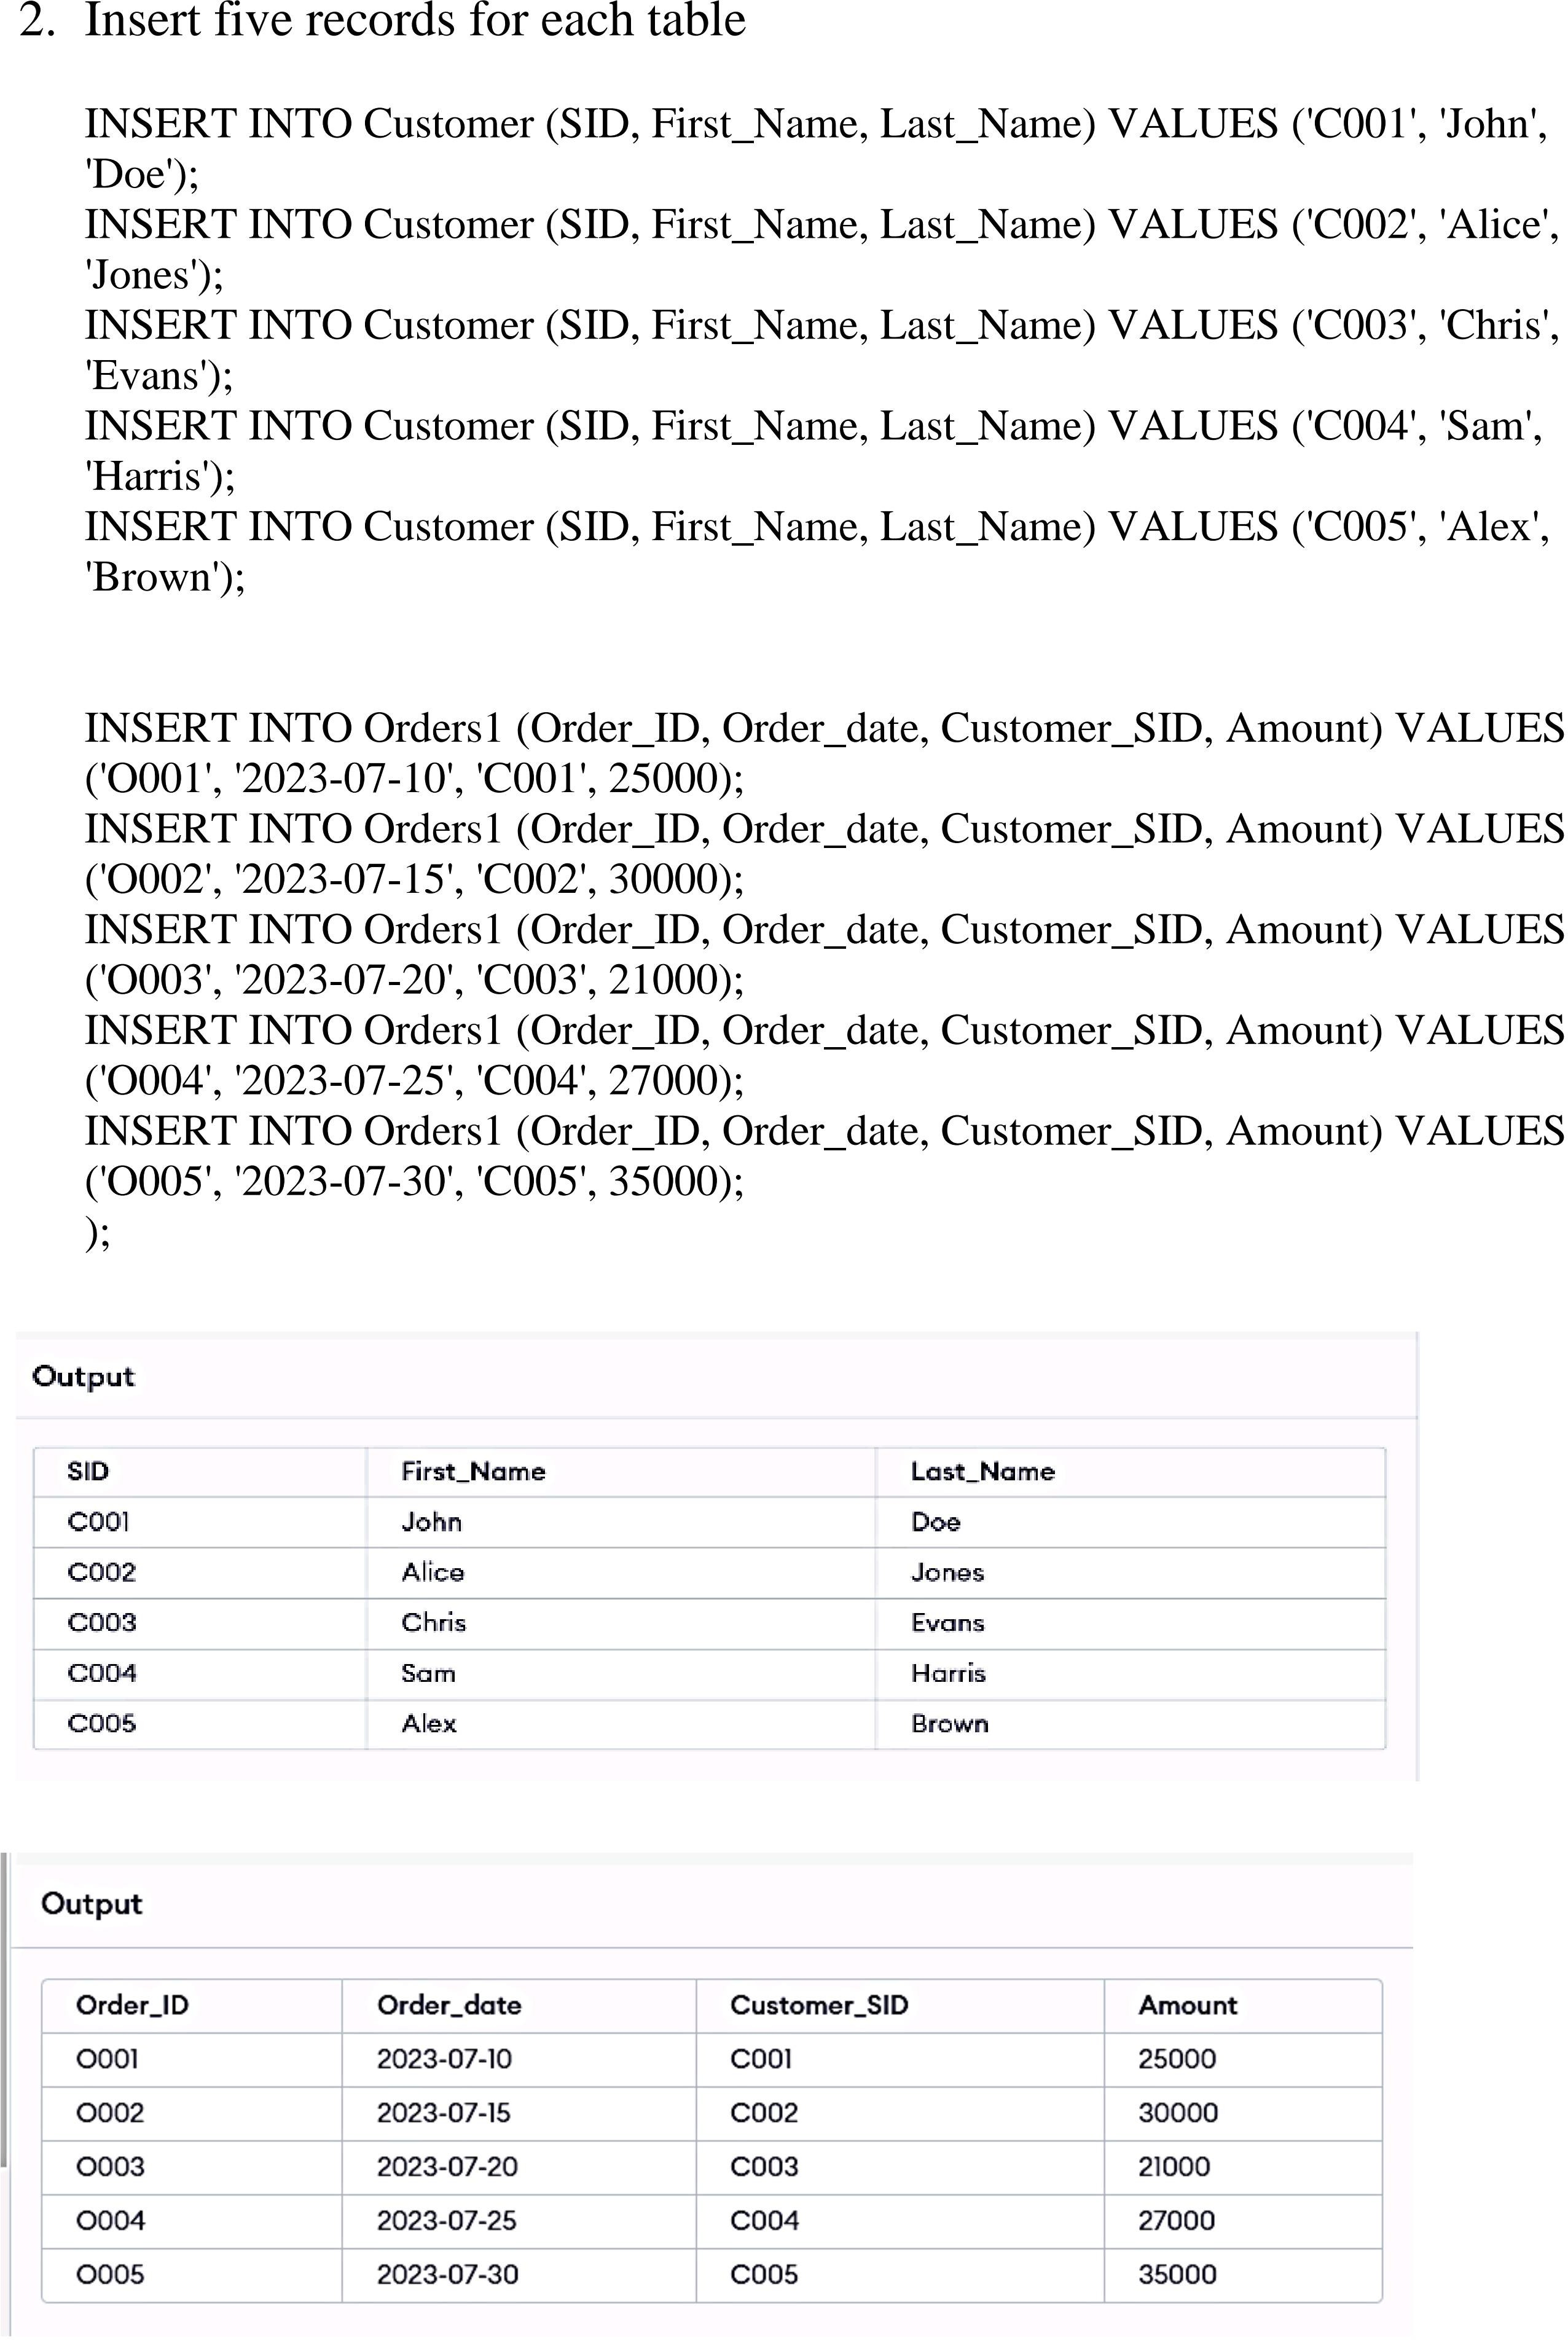 2. Insert five records for each table
INSERT INTO Customer (SID, First_Name, Last_Name) VALUES ('C001', 'John',
'Doe');
INSERT INTO Customer (SID, First_Name, Last_Name) VALUES ('C002', 'Alice',
'Jones');
INSERT INTO Customer (SID, First_Name, Last_Name) VALUES ('C003', 'Chris',
'Evans');
INSERT INTO Customer (SID, First_Name, Last_Name) VALUES ('C004', 'Sam',
'Harris');
INSERT INTO Customer (SID, First_Name, Last_Name) VALUES ('C005', 'Alex',
'Brown');
INSERT INTO Orders1 (Order_ID, Order_date, Customer_SID, Amount) VALUES
('O001', '2023-07-10', 'C001', 25000);
INSERT INTO Orders1 (Order_ID, Order_date, Customer_SID, Amount) VALUES
('O002', '2023-07-15', 'C002', 30000);
INSERT INTO Orders1 (Order_ID, Order_date, Customer_SID, Amount) VALUES
('O003', '2023-07-20', 'C003', 21000);
INSERT INTO Orders1 (Order_ID, Order_date, Customer_SID, Amount) VALUES
('O004', '2023-07-25', 'C004', 27000);
INSERT INTO Orders1 (Order_ID, Order_date, Customer_SID, Amount) VALUES
('O005', '2023-07-30', 'C005', 35000);
);
Output
SID First_Name Last_Name
C001 John Doe
C002 Alice Jones
C003 Chris Evans
C004 Sam Harris
C005 Alex Brown
Output
Order_ID Order_date Customer_SID Amount
O001 2023-07-10 C001 25000
O002 2023-07-15 C002 30000
O003 2023-07-20 C003 21000
O004 2023-07-25 C004 27000
O005 2023-07-30 C005 35000